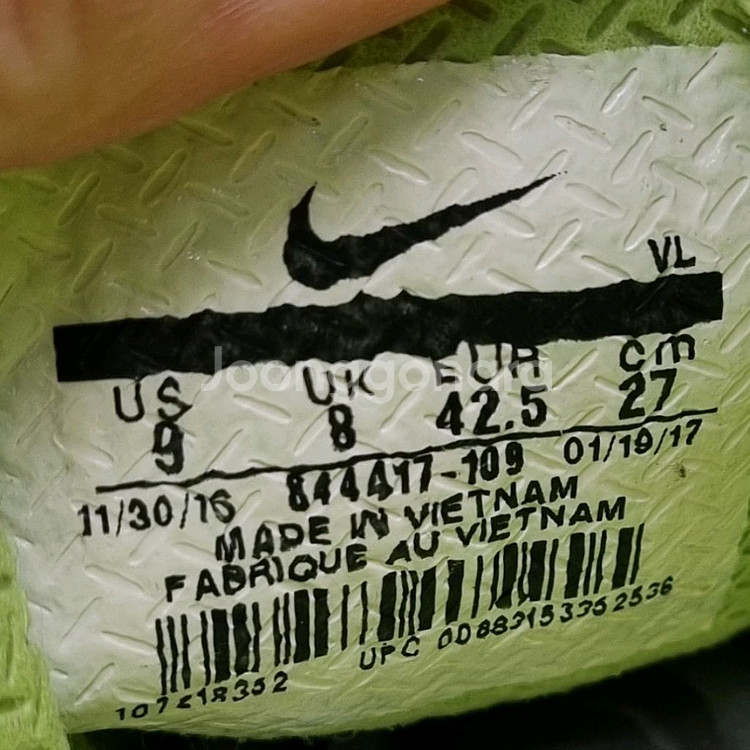 VL
US UK EUR cm
9 8 42.5 27
11/30/16 844417-109 01/19/17
MADE IN VIETNAM
FABRIQUE AU VIETNAM
UPC 00883153352536
Joonggonara